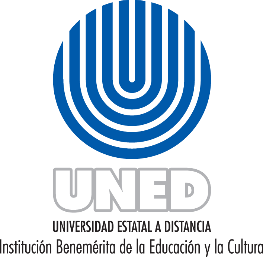 UNED
UNIVERSIDAD ESTATAL A DISTANCIA
Institución Benemérita de la Educación y la Cultura